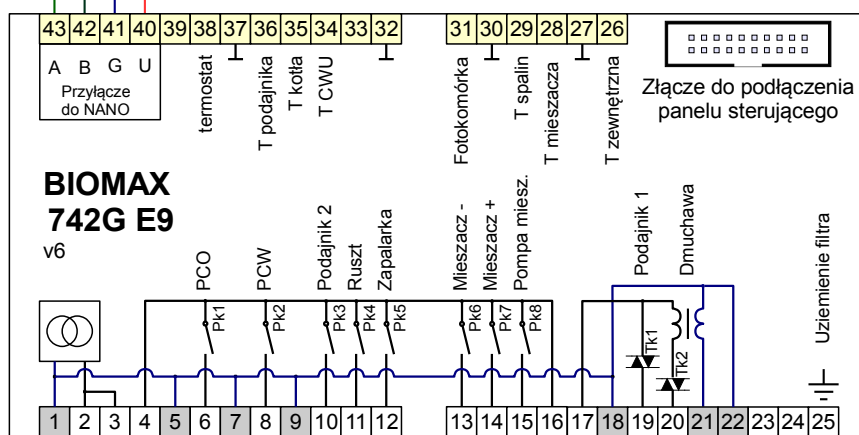 43 42 41 40 39 38 37 36 35 34 33 32 31 30 29 28 27 26
A B G U
Przyłącze
do NANO
termostat
T podajnika
T kotła
T CWU
Fotokomórka
T spalin
T mieszacza
T zewnętrzna
Złącze do podłączenia
panelu sterującego
BIOMAX
742G E9
v6
PCO
PCW
Podajnik 2
Ruszt
Zapalarka
Mieszacz -
Mieszacz +
Pompa miesz.
Podajnik 1
Dmuchawa
Uziemienie filtra
Pk1
Pk2
Pk3
Pk4
Pk5
Pk6
Pk7
Pk8
Tk1
Tk2
1 2 3 4 5 6 7 8 9 10 11 12 13 14 15 16 17 18 19 20 21 22 23 24 25